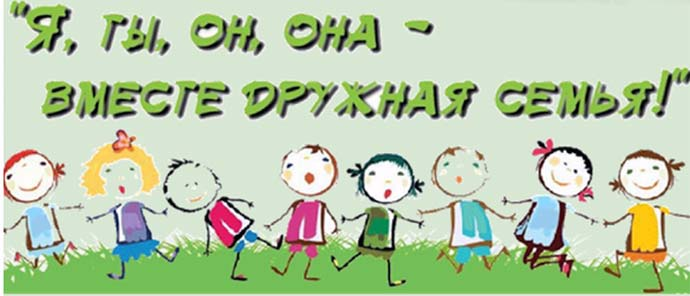 "Я, ты, он, она -
вместе дружная семья!"